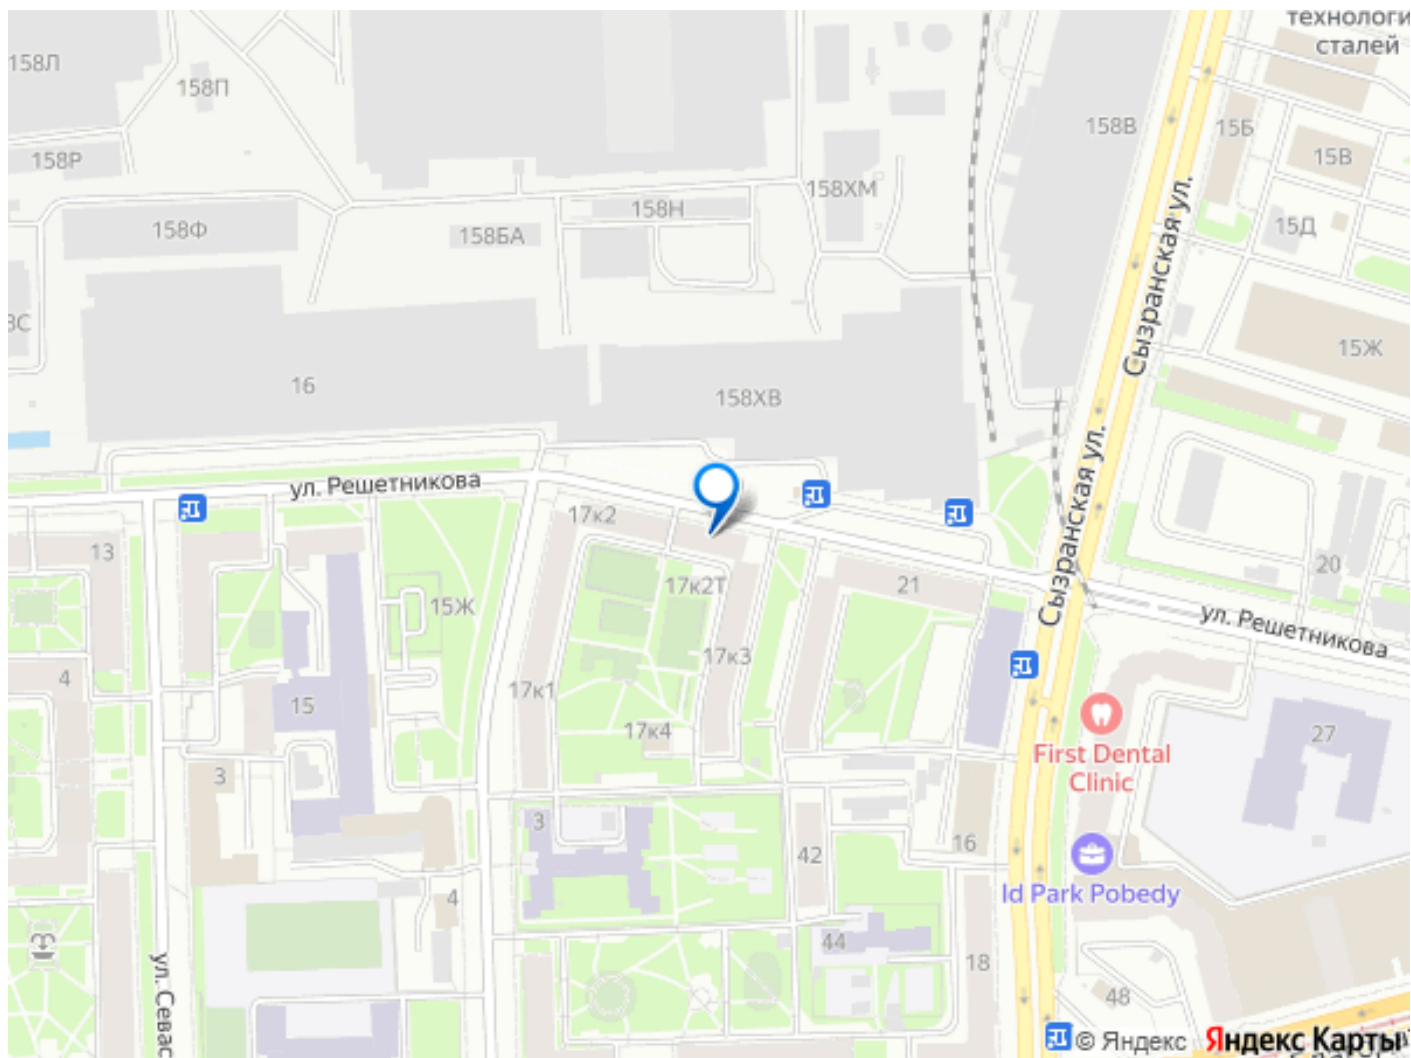 технологи
сталей
158Л
158П
158В
15Б
158Р
15В
158ХМ
158Н
158Ф
158БА
15Д
Сызранская ул.
15Ж
16
158ХВ
Сызранская ул.
ул. Решетникова
17к2
13
20
17к2Т
21
15Ж
ул. Решетникова
17к3
4
17к1
15
17к4
27
First Dental
Clinic
3
3
16
42
ld Park Pobedy
4
44
18
ул. Севас
48
© Яндекс
Яндекс Карты